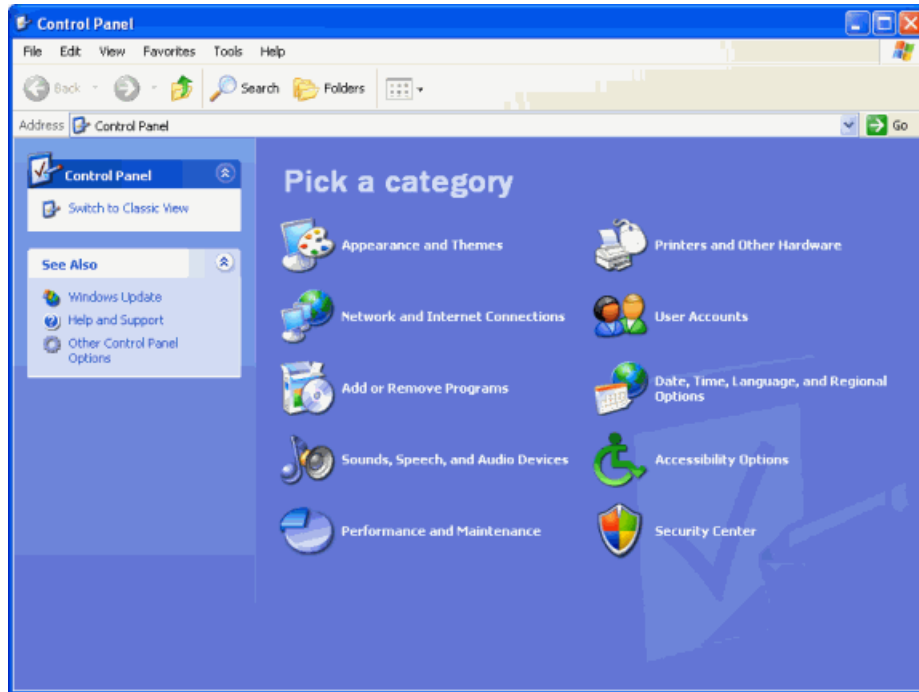 Control Panel
File Edit View Favorites Tools Help
Back Search Folders
Address Control Panel Go
Control Panel
Switch to Classic View
See Also
Windows Update
Help and Support
Other Control Panel
Options
Pick a category
Appearance and Themes
Printers and Other Hardware
Network and Internet Connections
User Accounts
Add or Remove Programs
Date, Time, Language, and Regional
Options
Sounds, Speech, and Audio Devices
Accessibility Options
Performance and Maintenance
Security Center